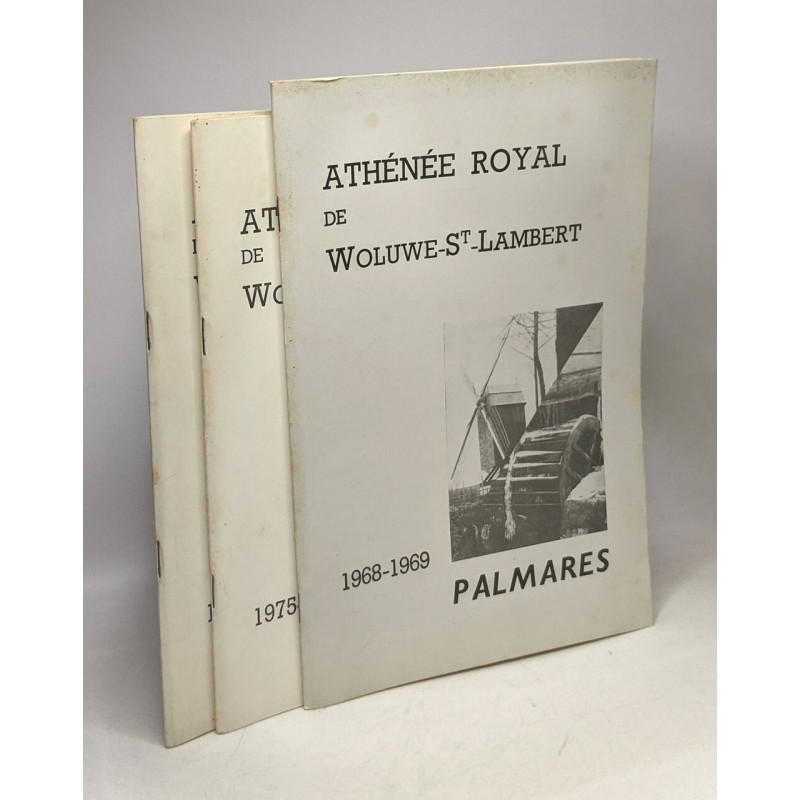 ATHÉNÉE ROYAL
DE
WOLUWE-ST-LAMBERT
1968-1969
PALMARES
AT
DE
WO
1975-